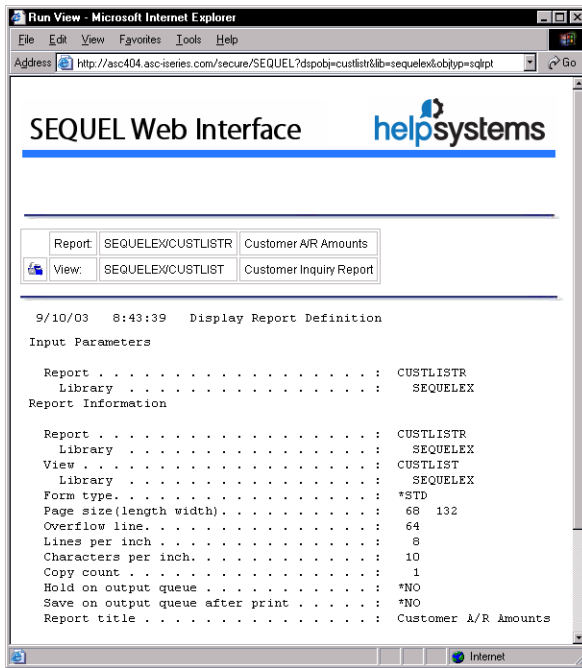 Run View - Microsoft Internet Explorer
File Edit View Favorites Tools Help
Address http://asc404.asc-iseries.com/secure/SEQUEL?dspobj=custlistr&lib=sequelex&objtyp=sqlrpt Go
SEQUEL Web Interface helpsystems
Report: SEQUELEX/CUSTLISTR Customer A/R Amounts
View: SEQUELEX/CUSTLIST Customer Inquiry Report
9/10/03 8:43:39 Display Report Definition
Input Parameters
Report . . . . . . . . . . . . . . . . . . . : CUSTLISTR
Library . . . . . . . . . . . . . . . . . : SEQUELEX
Report Information
Report . . . . . . . . . . . . . . . . . . . : CUSTLISTR
Library . . . . . . . . . . . . . . . . . : SEQUELEX
View . . . . . . . . . . . . . . . . . . . . : CUSTLIST
Library . . . . . . . . . . . . . . . . . : SEQUELEX
Form type. . . . . . . . . . . . . . . . . . : *STD
Page size(length width). . . . . . . . . . . : 68 132
Overflow line. . . . . . . . . . . . . . . . : 64
Lines per inch . . . . . . . . . . . . . . . : 8
Characters per inch. . . . . . . . . . . . . : 10
Copy count . . . . . . . . . . . . . . . . . : 1
Hold on output queue . . . . . . . . . . . . : *NO
Save on output queue after print . . . . . . : *NO
Report title . . . . . . . . . . . . . . . . : Customer A/R Amounts
Internet